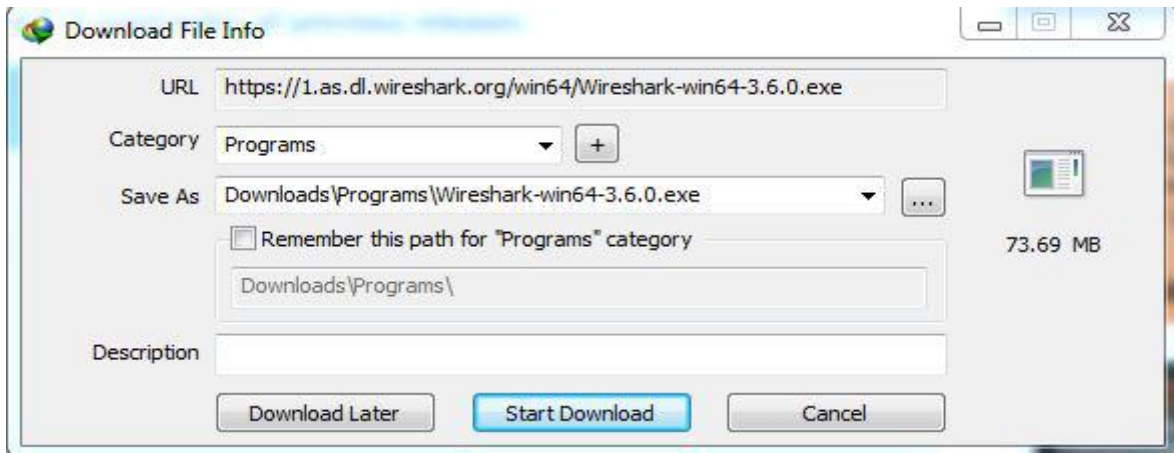 Download File Info
URL https://1.as.dl.wireshark.org/win64/Wireshark-win64-3.6.0.exe
Category Programs +
Save As Downloads\Programs\Wireshark-win64-3.6.0.exe ...
Remember this path for "Programs" category
73.69 MB
Downloads\Programs\
Description
Download Later Start Download Cancel